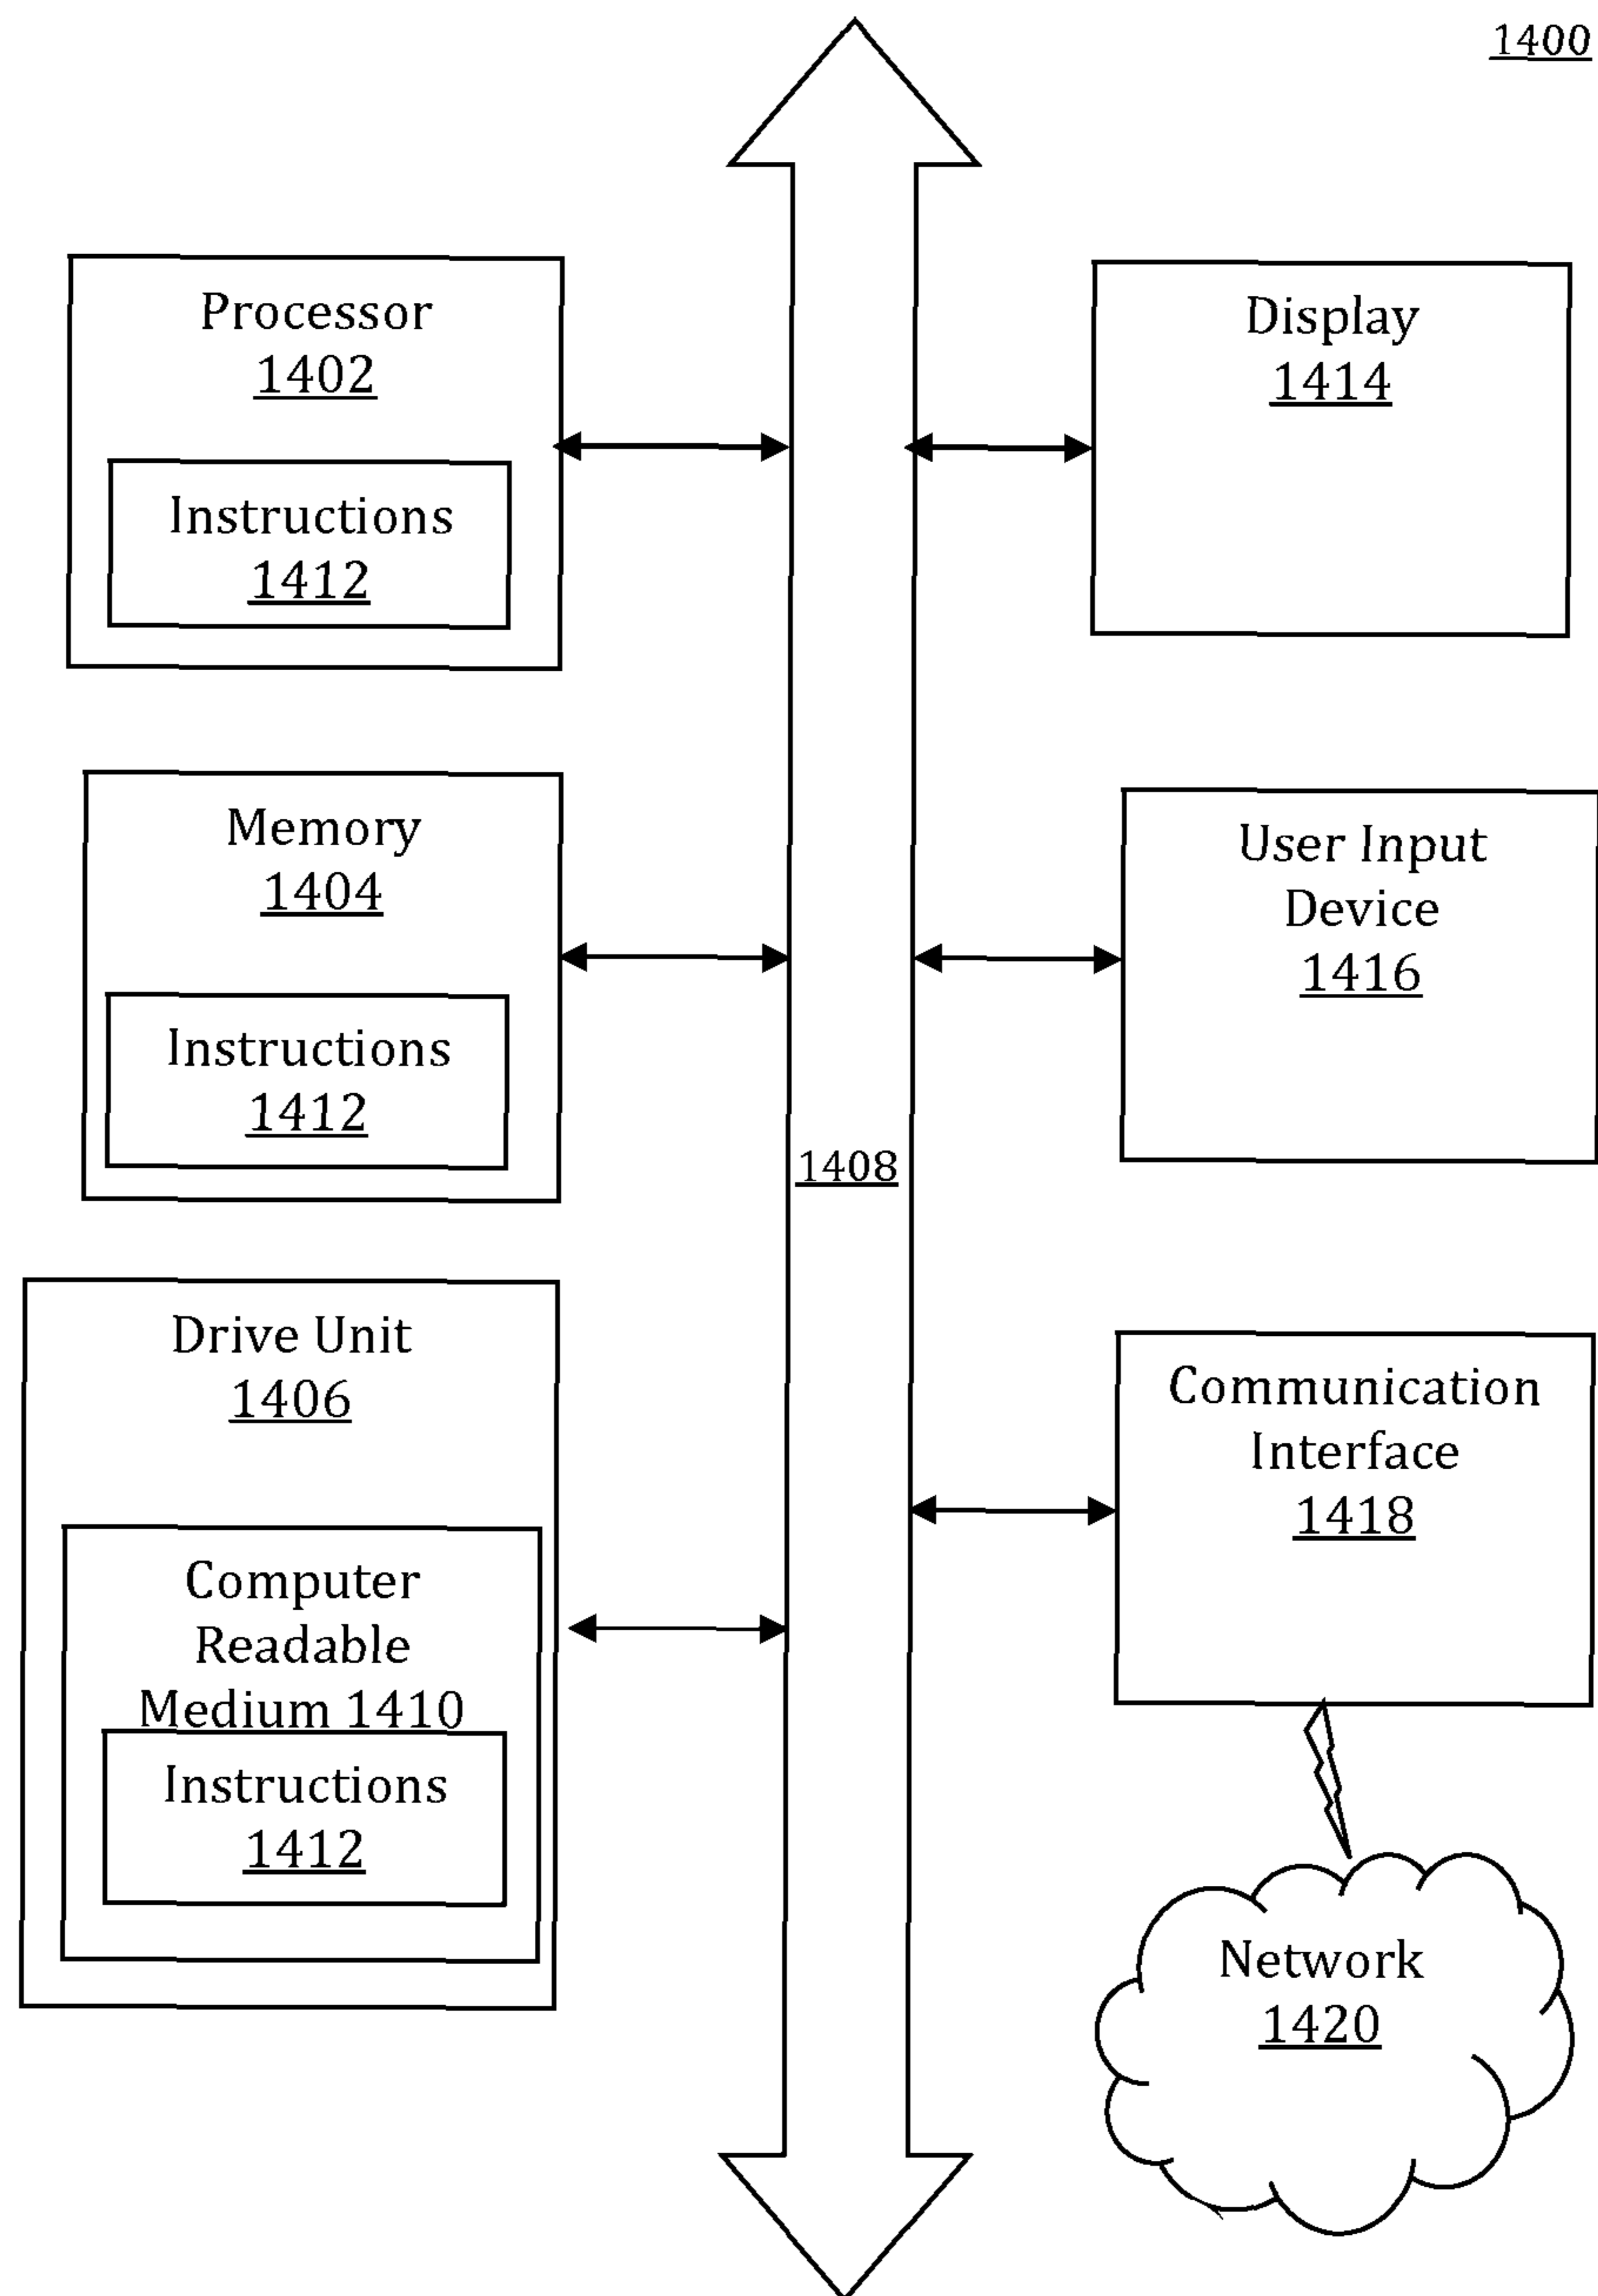 1400
Processor
1402
Instructions
1412
Display
1414
Memory
1404
Instructions
1412
User Input
Device
1416
1408
Drive Unit
1406
Computer
Readable
Medium 1410
Instructions
1412
Communication
Interface
1418
Network
1420